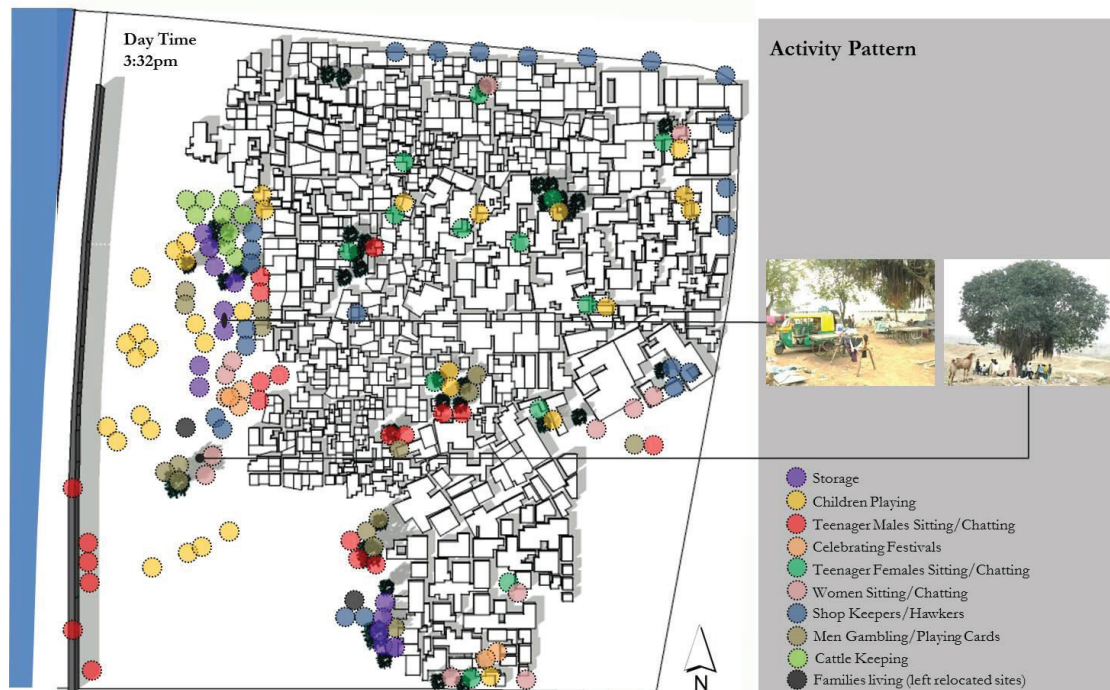 Day Time
3:32pm
Activity Pattern
Storage
Children Playing
Teenager Males Sitting/Chatting
Celebrating Festivals
Teenager Females Sitting/Chatting
Women Sitting/Chatting
Shop Keepers/Hawkers
Men Gambling/Playing Cards
Cattle Keeping
Families living (left relocated sites)
N